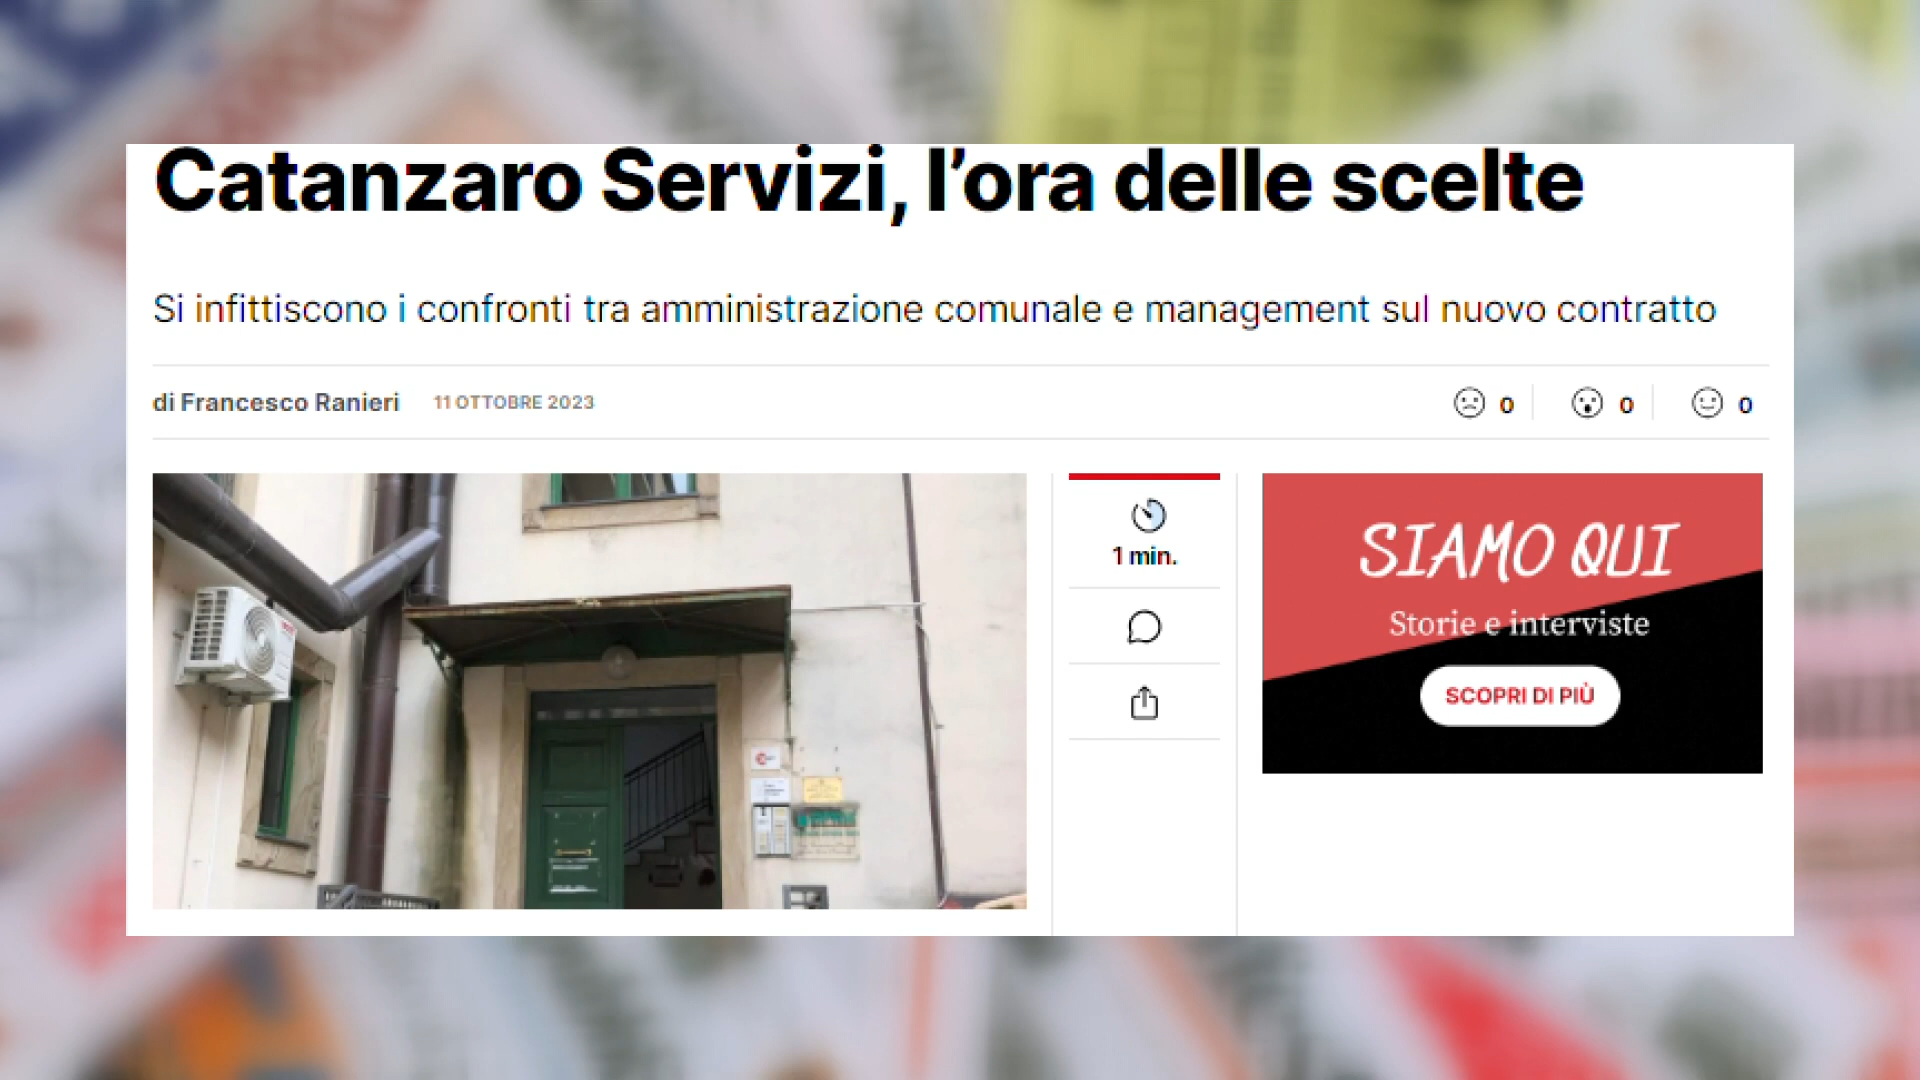 Catanzaro Servizi, l’ora delle scelte
Si infittiscono i confronti tra amministrazione comunale e management sul nuovo contratto
di Francesco Ranieri 11 OTTOBRE 2023
0 0 0
1 min.
SIAMO QUI
Storie e interviste
SCOPRI DI PIÙ